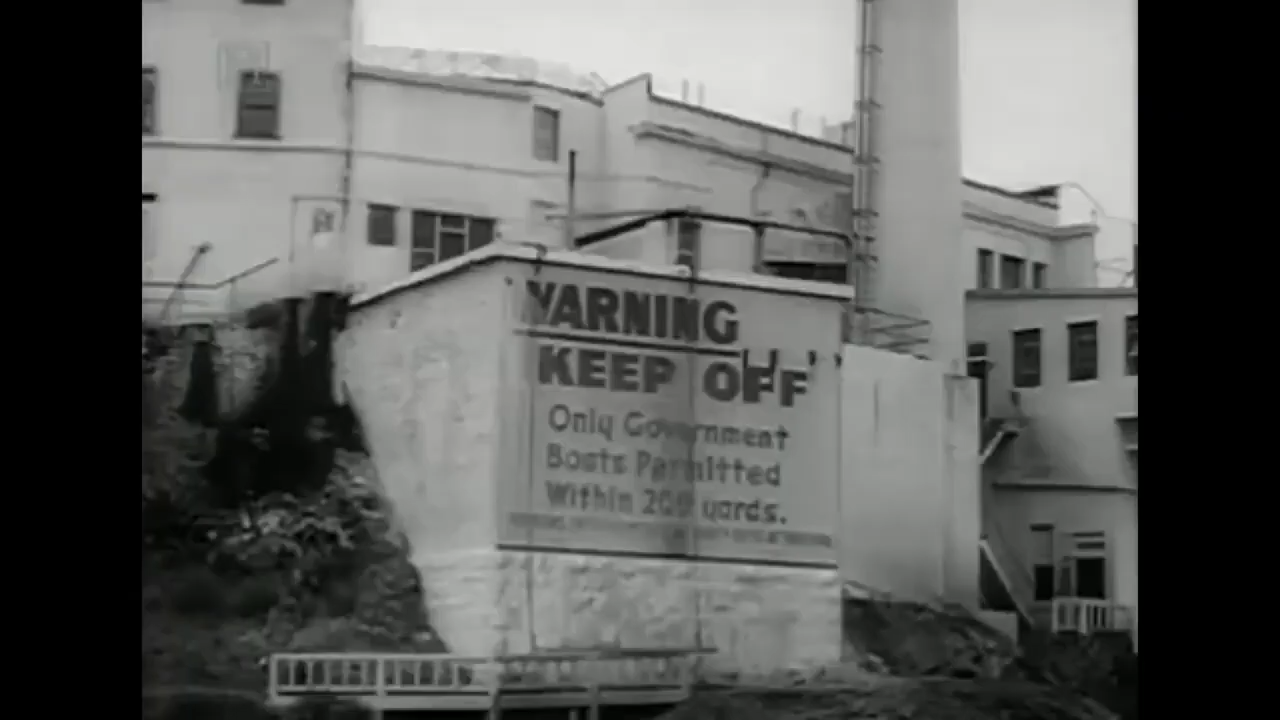 WARNING
KEEP OFF
Only Government
Boats Permitted
Within 200 yards.